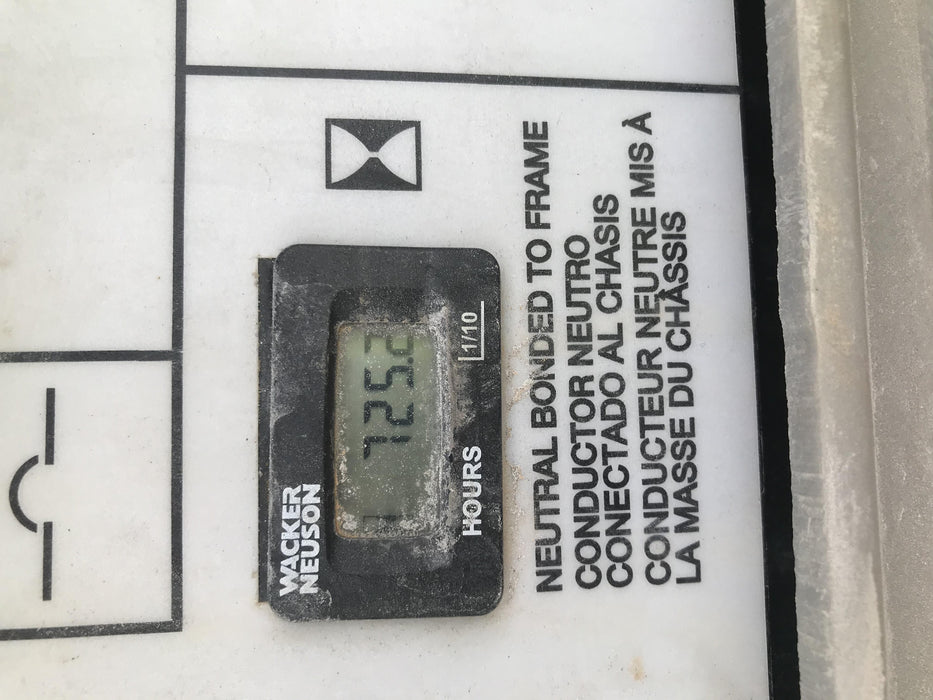 WACKER
NEUSON
725.2
HOURS 1/10
NEUTRAL BONDED TO FRAME
CONDUCTOR NEUTRO
CONECTADO AL CHASIS
CONDUCTEUR NEUTRE MIS À
LA MASSE DU CHÂSSIS